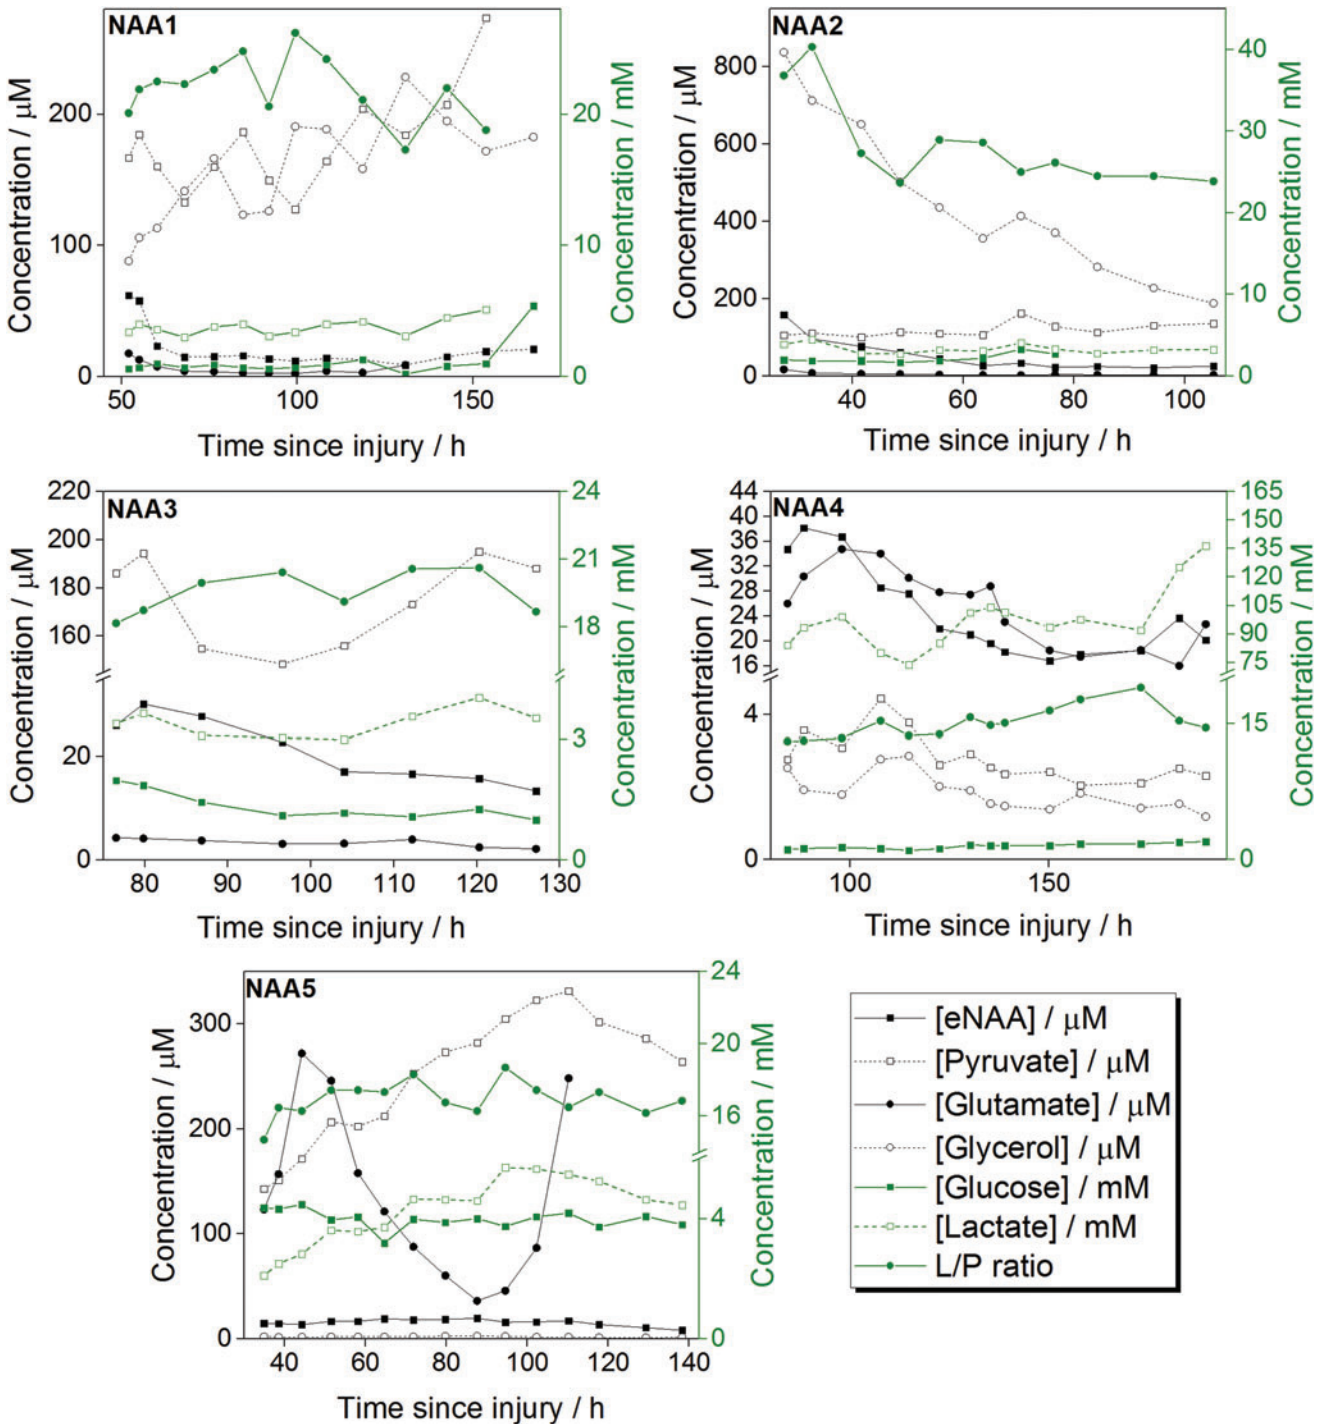 NAA1
Concentration / μM
200
100
0
50
100
150
Time since injury / h
20
10
0
Concentration / mM
NAA2
Concentration / μM
800
600
400
200
0
40
60
80
100
Time since injury / h
40
30
20
10
0
Concentration / mM
NAA3
Concentration / μM
220
200
190
180
160
20
0
80
90
100
110
120
130
Time since injury / h
24
21
18
3
0
Concentration / mM
NAA4
Concentration / μM
44
40
36
32
28
24
20
16
4
0
100
150
Time since injury / h
165
150
135
120
105
90
75
15
0
Concentration / mM
NAA5
Concentration / μM
300
200
100
0
40
60
80
100
120
140
Time since injury / h
24
20
16
4
0
Concentration / mM
[eNAA] / μM
[Pyruvate] / μM
[Glutamate] / μM
[Glycerol] / μM
[Glucose] / mM
[Lactate] / mM
L/P ratio